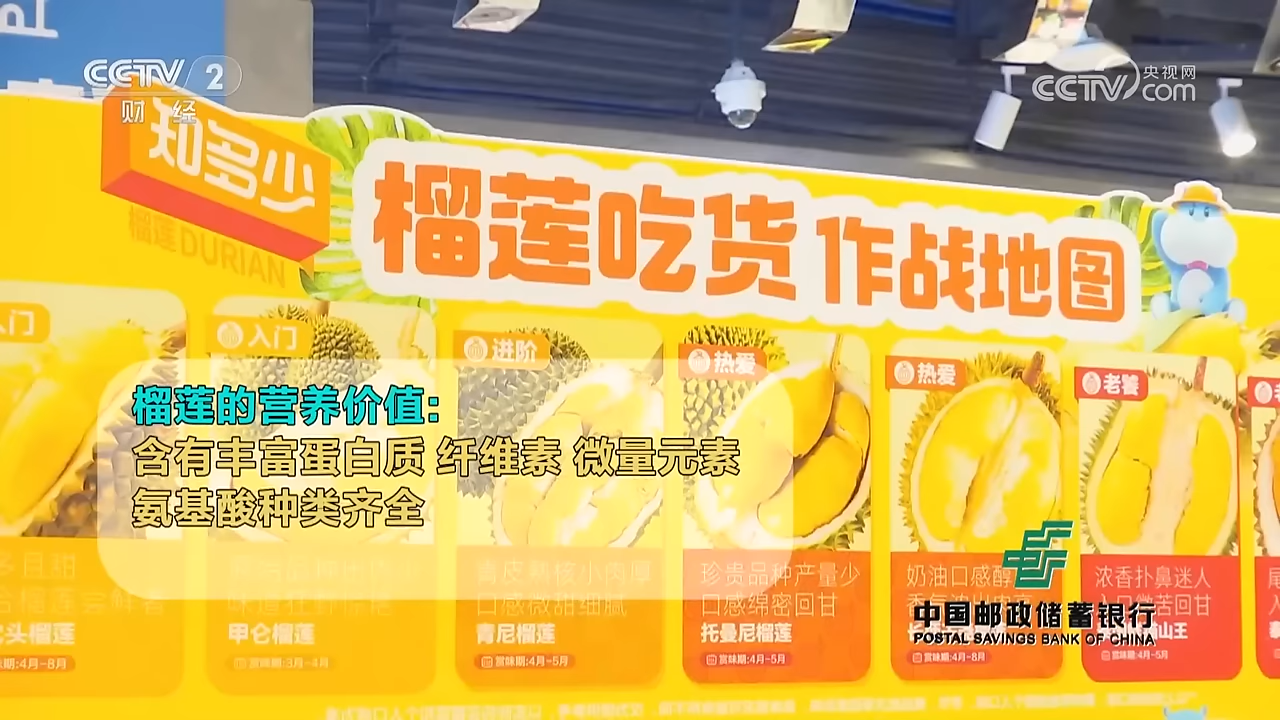 CCTV 2
财经
CCTV 央视网
com
知多少
榴莲DURIAN
榴莲吃货 作战地图
入门
入门
进阶
热爱
热爱
老饕
榴莲的营养价值:
含有丰富蛋白质 纤维素 微量元素
氨基酸种类齐全
青皮黑核小肉厚
口感微甜细腻
青尼榴莲
赏味期:4月-5月
珍贵品种产量少
口感绵密回甘
托曼尼榴莲
赏味期:4月-5月
甲仑榴莲
赏味期:3月-4月
头榴莲
赏味期:4月-8月
奶油口感醇
赏味期:4月-8月
浓香扑鼻迷人
入口微苦回甘
山王
赏味期:4月-5月
中国邮政储蓄银行
POSTAL SAVINGS BANK OF CHINA